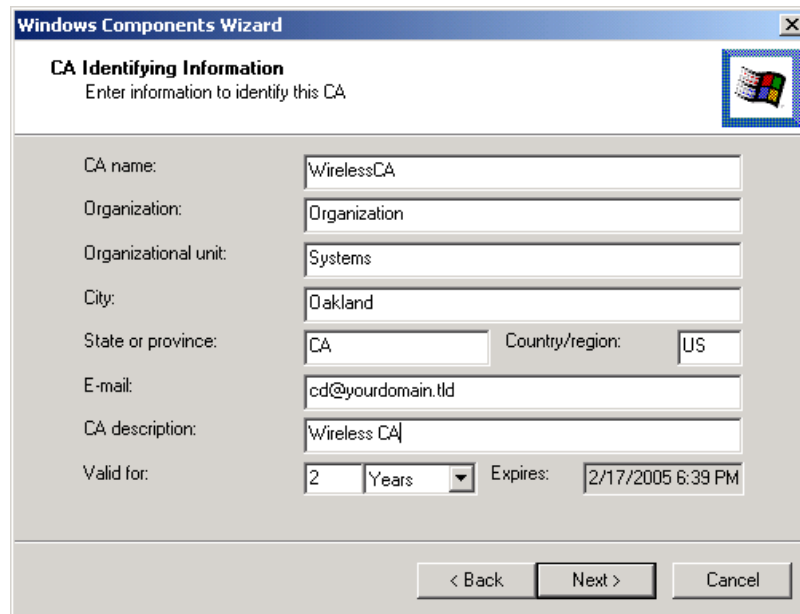 Windows Components Wizard
CA Identifying Information
Enter information to identify this CA
CA name: WirelessCA
Organization: Organization
Organizational unit: Systems
City: Oakland
State or province: CA Country/region: US
E-mail: cd@yourdomain.tld
CA description: Wireless CA
Valid for: 2 Years Expires: 2/17/2005 6:39 PM
< Back Next > Cancel